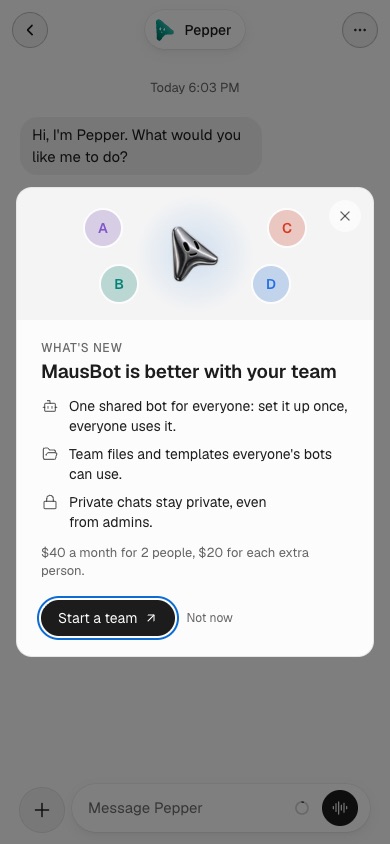 Pepper
Today 6:03 PM
Hi, I'm Pepper. What would you
like me to do?
A
C
B
D
WHAT'S NEW
MausBot is better with your team
One shared bot for everyone: set it up once,
everyone uses it.
Team files and templates everyone's bots
can use.
Private chats stay private, even
from admins.
$40 a month for 2 people, $20 for each extra
person.
Start a team
Not now
Message Pepper